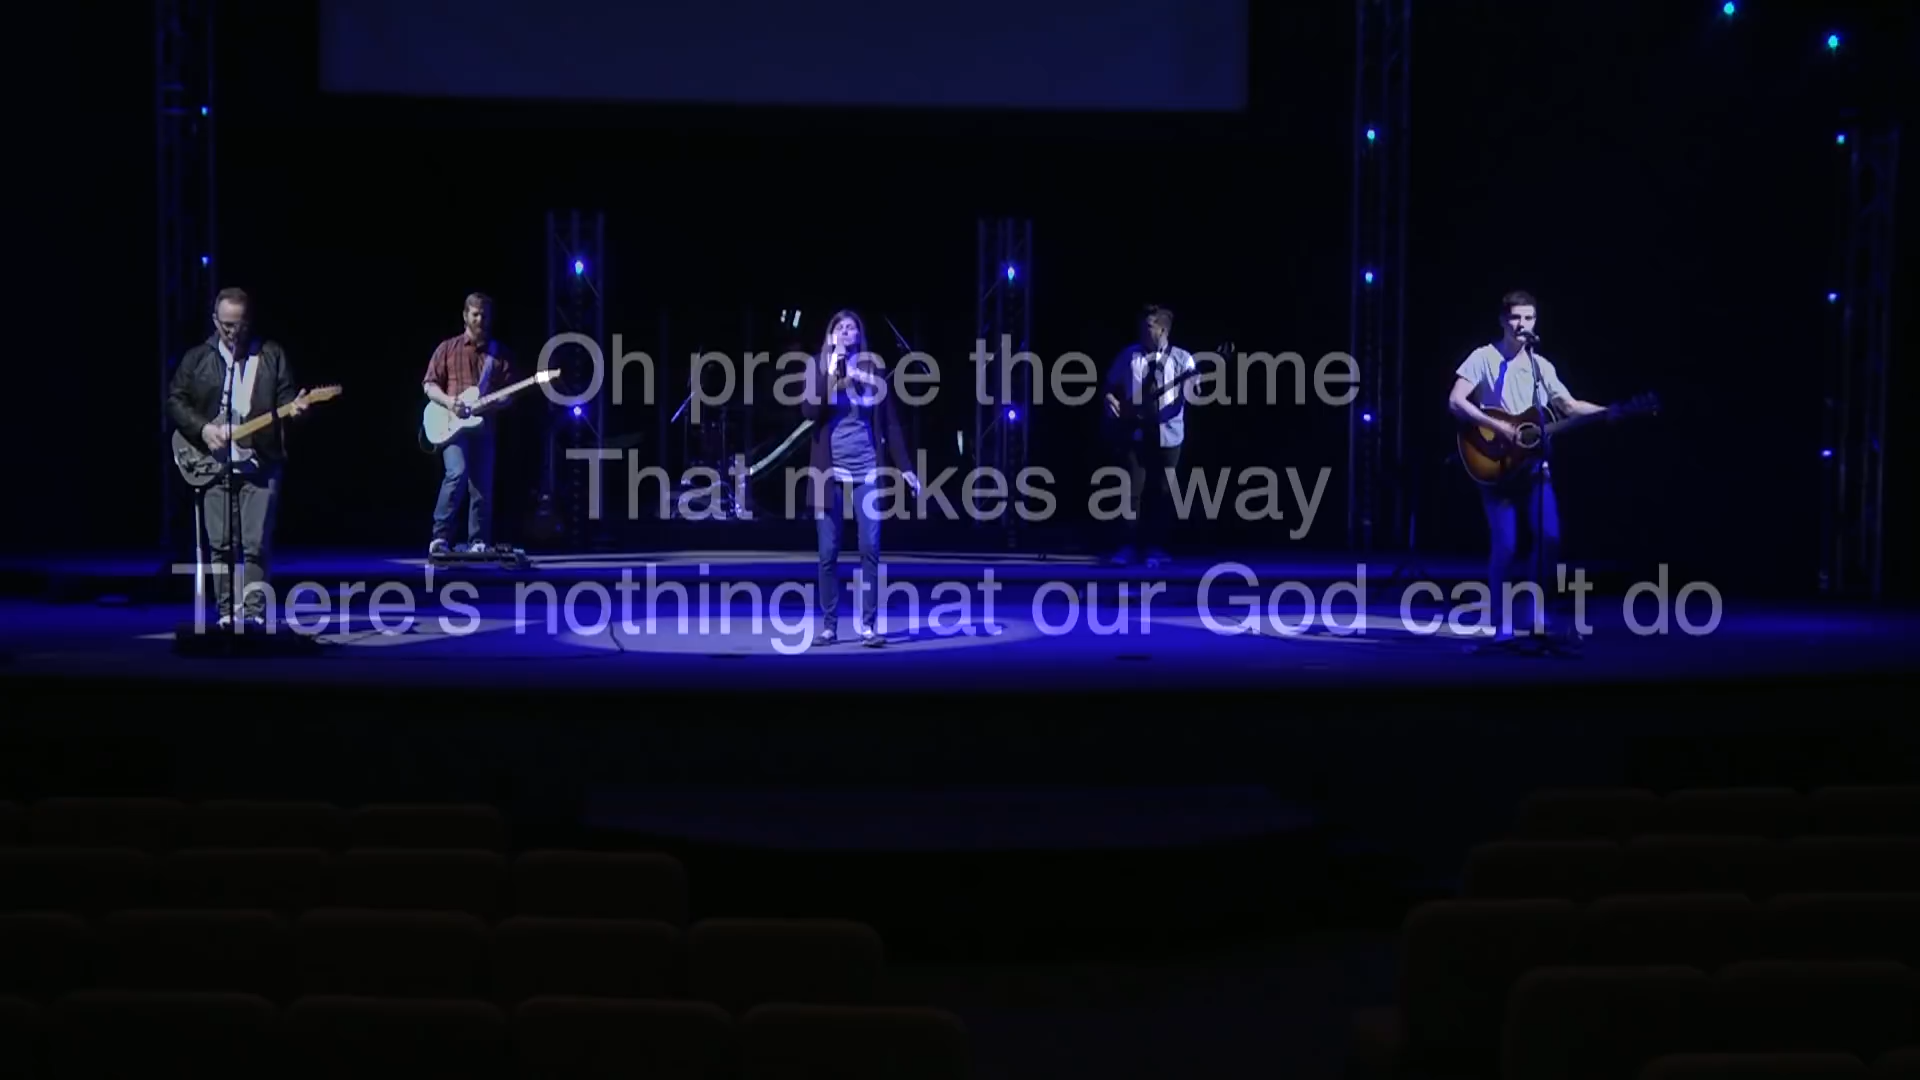 Oh praise the name
That makes a way
There's nothing that our God can't do